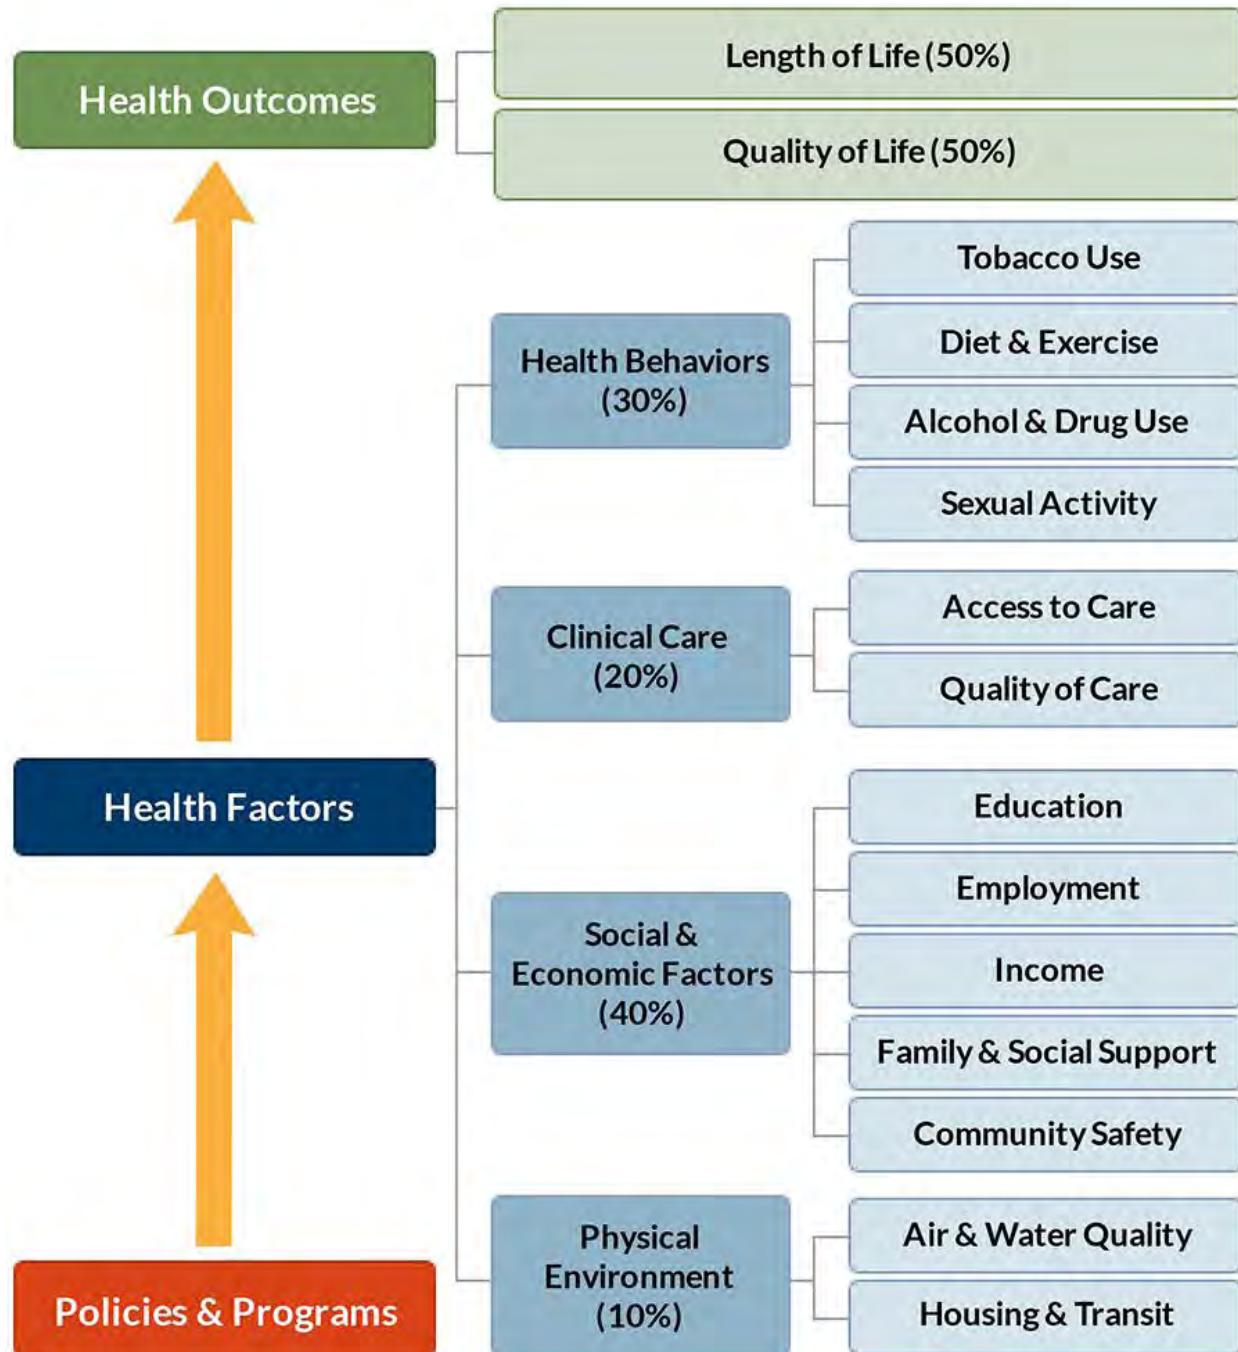 Health Outcomes
Length of Life (50%)
Quality of Life (50%)
Health Factors
Health Behaviors
(30%)
Tobacco Use
Diet & Exercise
Alcohol & Drug Use
Sexual Activity
Clinical Care
(20%)
Access to Care
Quality of Care
Social &
Economic Factors
(40%)
Education
Employment
Income
Family & Social Support
Community Safety
Physical
Environment
(10%)
Air & Water Quality
Housing & Transit
Policies & Programs